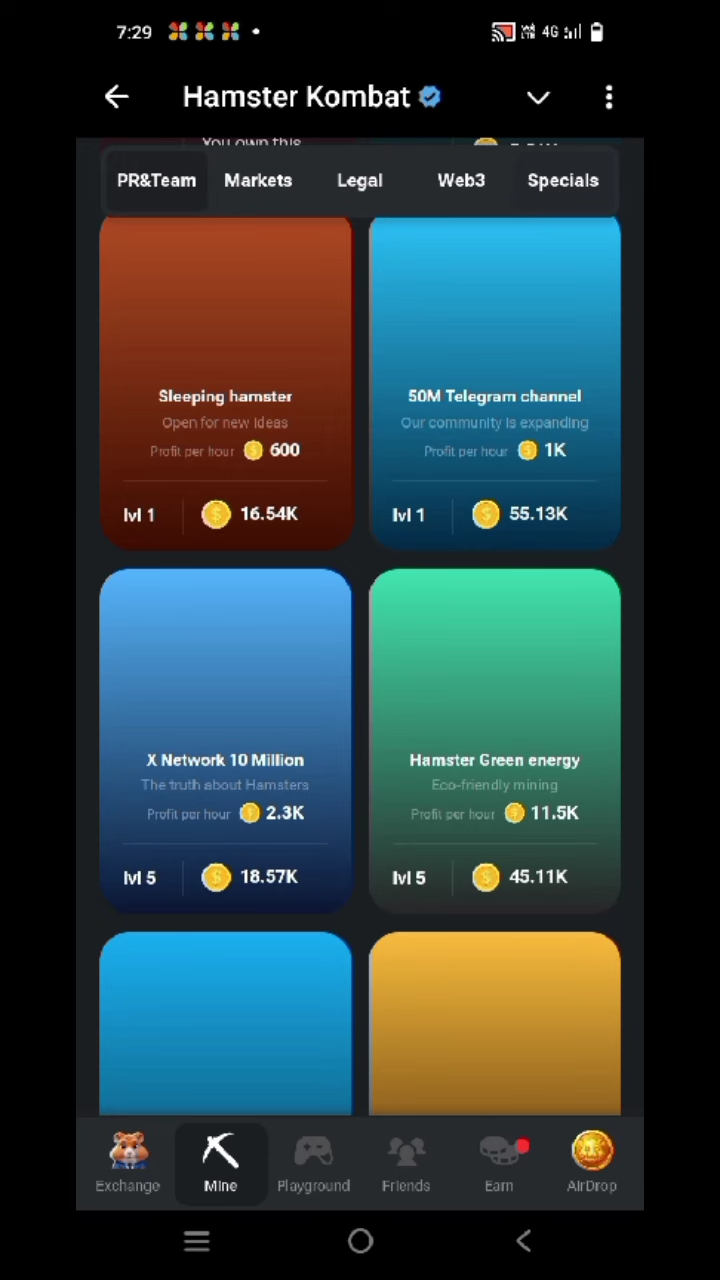 7:29
4G
Hamster Kombat
You own this
PR&Team Markets Legal Web3 Specials
Sleeping hamster
Open for new ideas
Profit per hour 600
lvl 1 16.54K
50M Telegram channel
Our community is expanding
Profit per hour 1K
lvl 1 55.13K
X Network 10 Million
The truth about Hamsters
Profit per hour 2.3K
lvl 5 18.57K
Hamster Green energy
Eco-friendly mining
Profit per hour 11.5K
lvl 5 45.11K
Exchange Mine Playground Friends Earn AirDrop